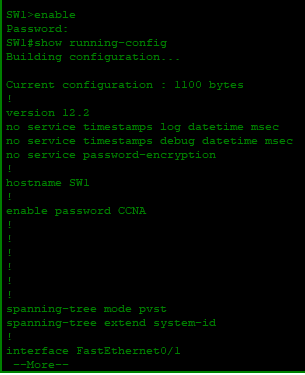 SW1>enable
Password:
SW1#show running-config
Building configuration...
Current configuration : 1100 bytes
!
version 12.2
no service timestamps log datetime msec
no service timestamps debug datetime msec
no service password-encryption
!
hostname SW1
!
enable password CCNA
!
!
!
!
!
!
spanning-tree mode pvst
spanning-tree extend system-id
!
interface FastEthernet0/1
--More--